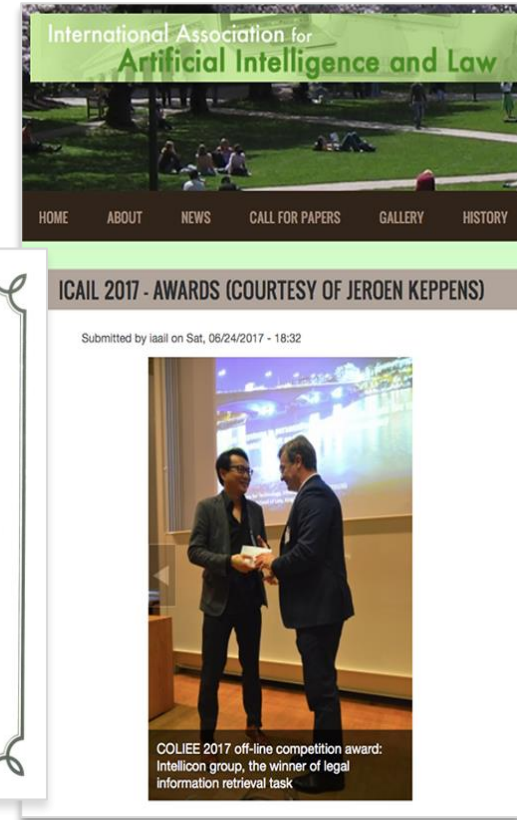 International Association for
Artificial Intelligence and Law
HOME ABOUT NEWS CALL FOR PAPERS GALLERY HISTORY
ICAIL 2017 - AWARDS (COURTESY OF JEROEN KEPPENS)
Submitted by iaail on Sat, 06/24/2017 - 18:32
COLIEE 2017 off-line competition award:
Intellicon group, the winner of legal
information retrieval task